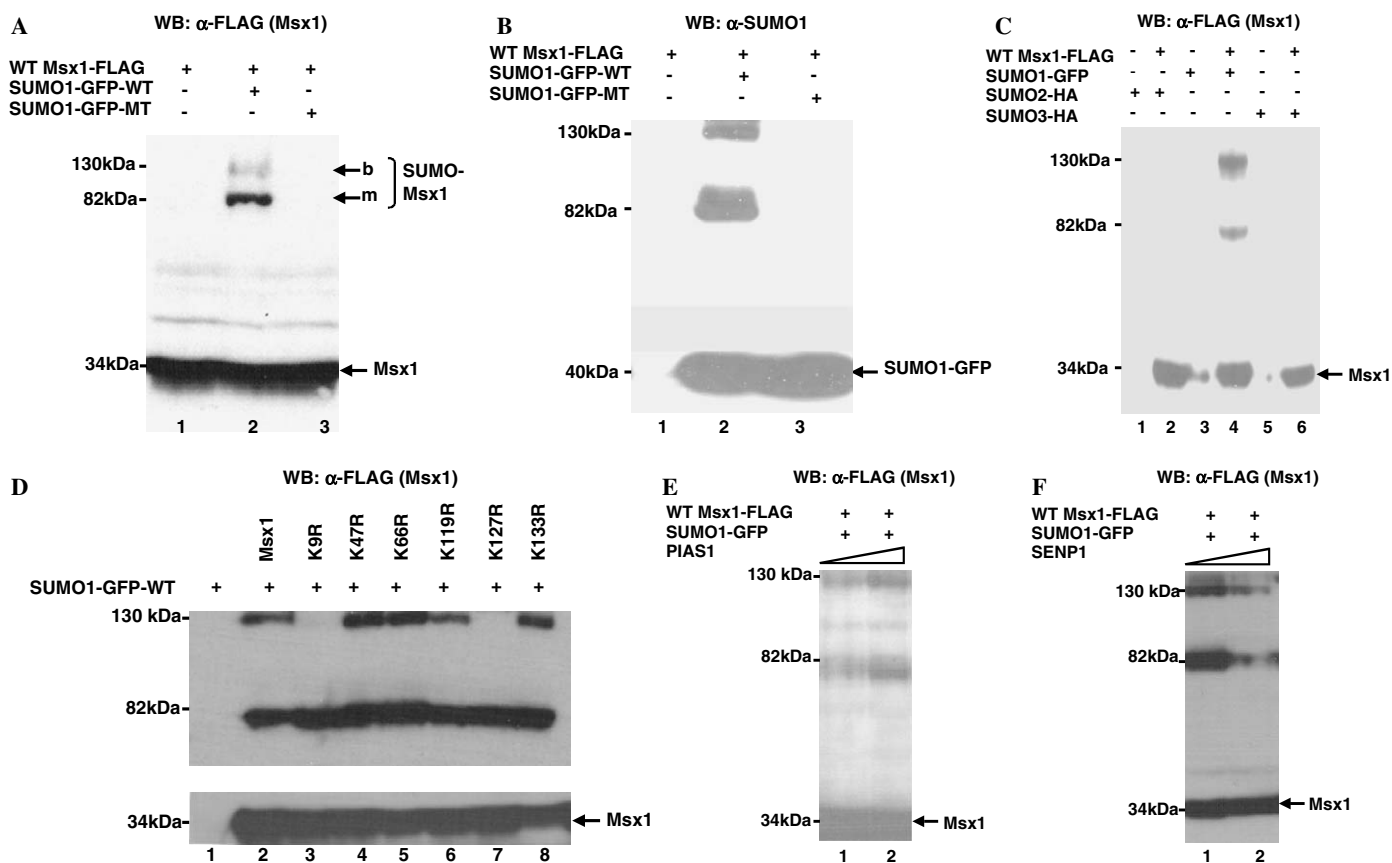 A
WB: α-FLAG (Msx1)
WT Msx1-FLAG + + +
SUMO1-GFP-WT - + -
SUMO1-GFP-MT - - +
130kDa
82kDa
34kDa
b
m
SUMO-
Msx1
Msx1
1 2 3
B
WB: α-SUMO1
WT Msx1-FLAG + + +
SUMO1-GFP-WT - + -
SUMO1-GFP-MT - - +
130kDa
82kDa
40kDa
SUMO1-GFP
1 2 3
C
WB: α-FLAG (Msx1)
WT Msx1-FLAG - + - + - +
SUMO1-GFP - - + + - -
SUMO2-HA + + - - - -
SUMO3-HA - - - - + +
130kDa
82kDa
34kDa
Msx1
1 2 3 4 5 6
D
WB: α-FLAG (Msx1)
Msx1 K9R K47R K66R K119R K127R K133R
SUMO1-GFP-WT + + + + + + + +
130 kDa
82kDa
34kDa
Msx1
1 2 3 4 5 6 7 8
E
WB: α-FLAG (Msx1)
WT Msx1-FLAG + +
SUMO1-GFP + +
PIAS1
130 kDa
82kDa
34kDa
Msx1
1 2
F
WB: α-FLAG (Msx1)
WT Msx1-FLAG + +
SUMO1-GFP + +
SENP1
130 kDa
82kDa
34kDa
Msx1
1 2